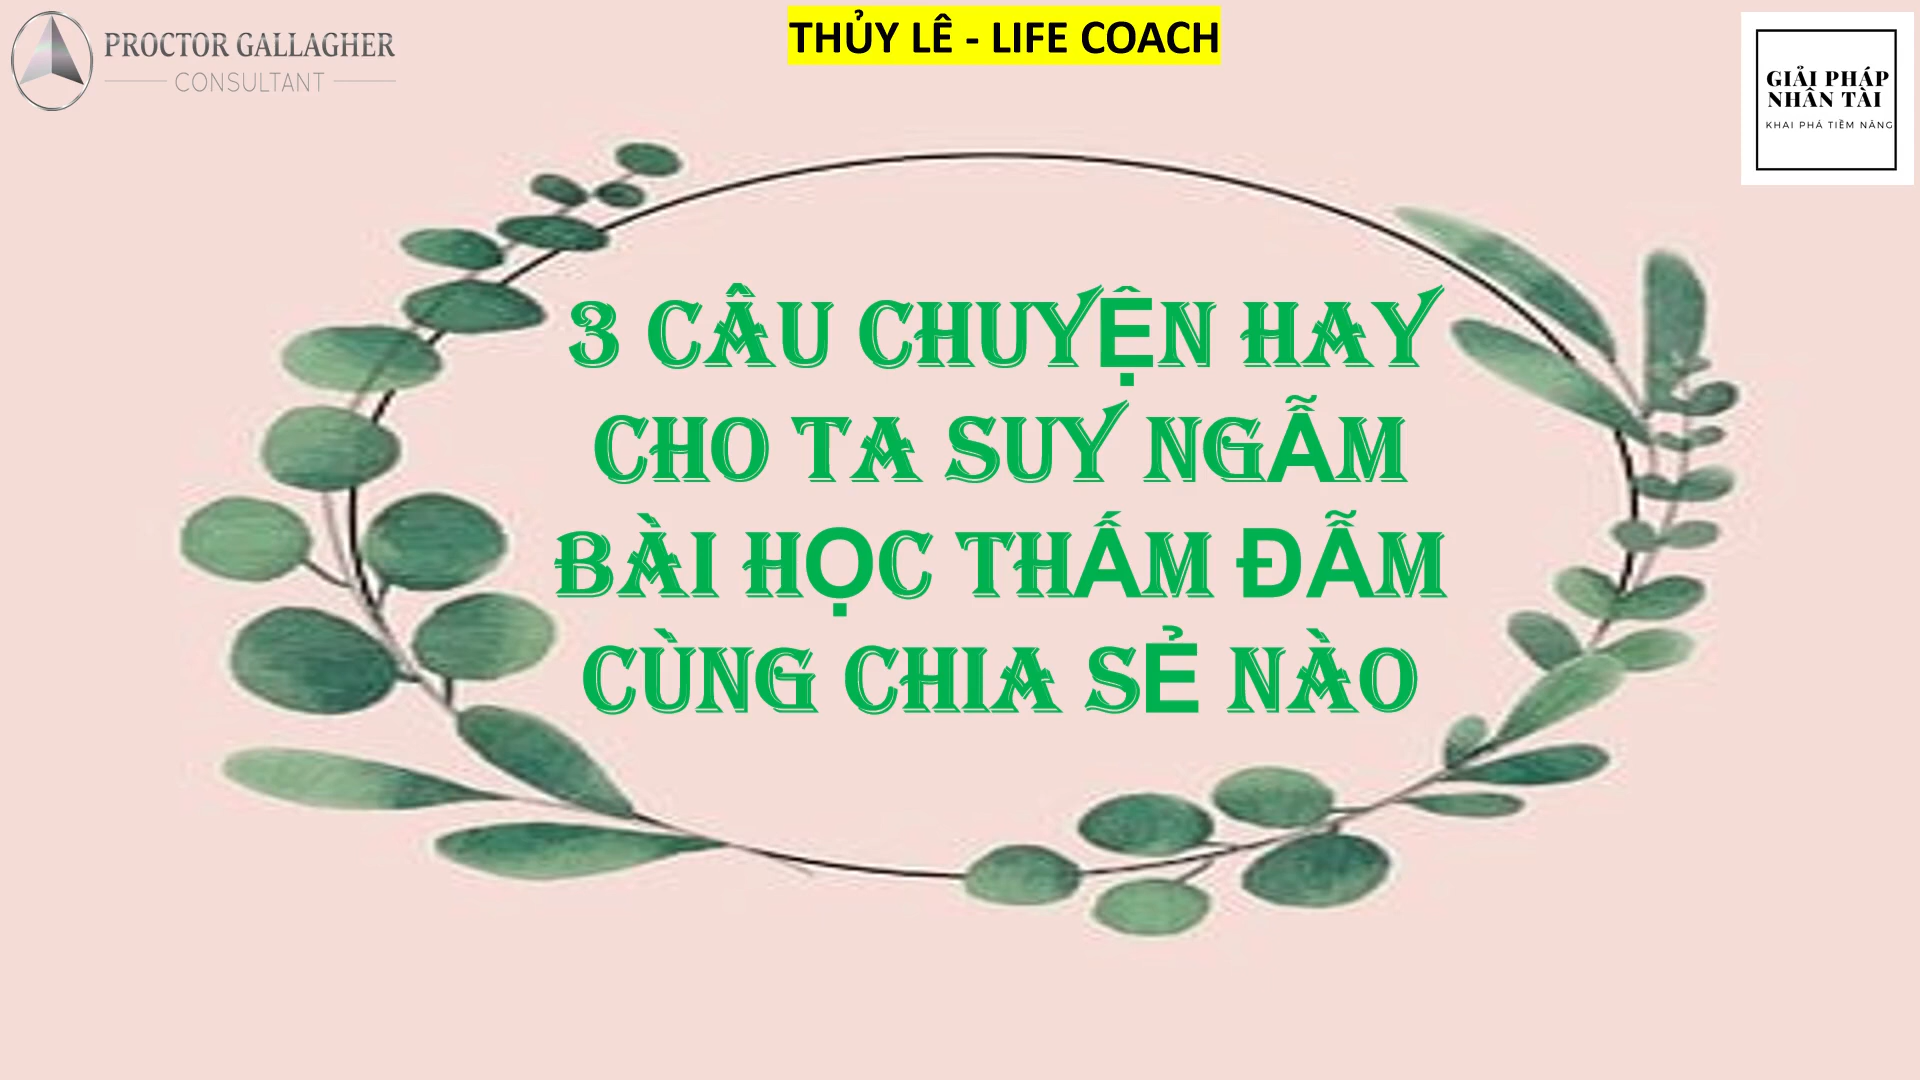 PROCTOR GALLAGHER
CONSULTANT
THỦY LÊ - LIFE COACH
GIẢI PHÁP
NHÂN TÀI
KHAI PHÁ TIỀM NĂNG
3 CÂU CHUYỆN HAY
CHO TA SUY NGẪM
BÀI HỌC THẤM ĐẪM
CÙNG CHIA SẺ NÀO